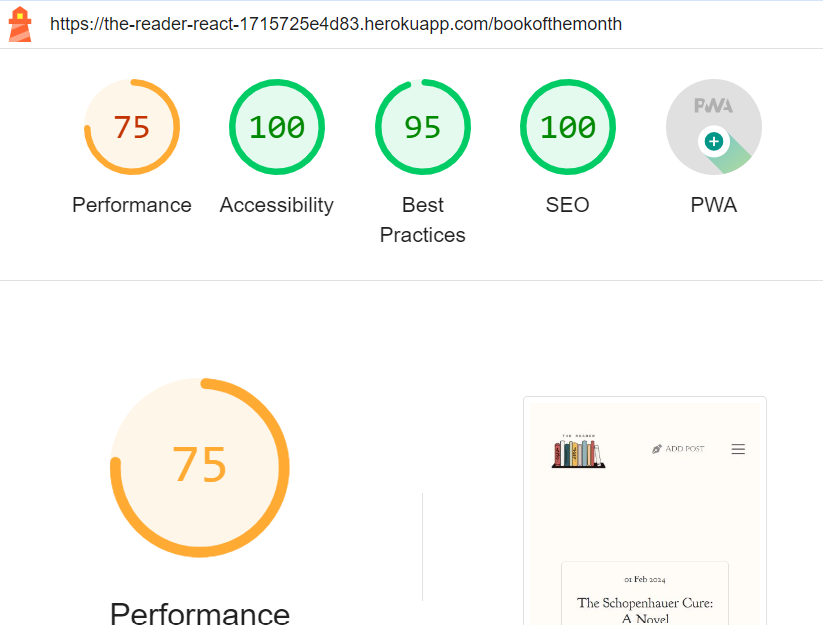 https://the-reader-react-1715725e4d83.herokuapp.com/bookofthemonth
75
100
95
100
PWA
Performance
Accessibility
Best
Practices
SEO
PWA
75
Performance
THE READER
ADD POST
01 Feb 2024
The Schopenhauer Cure:
A Novel